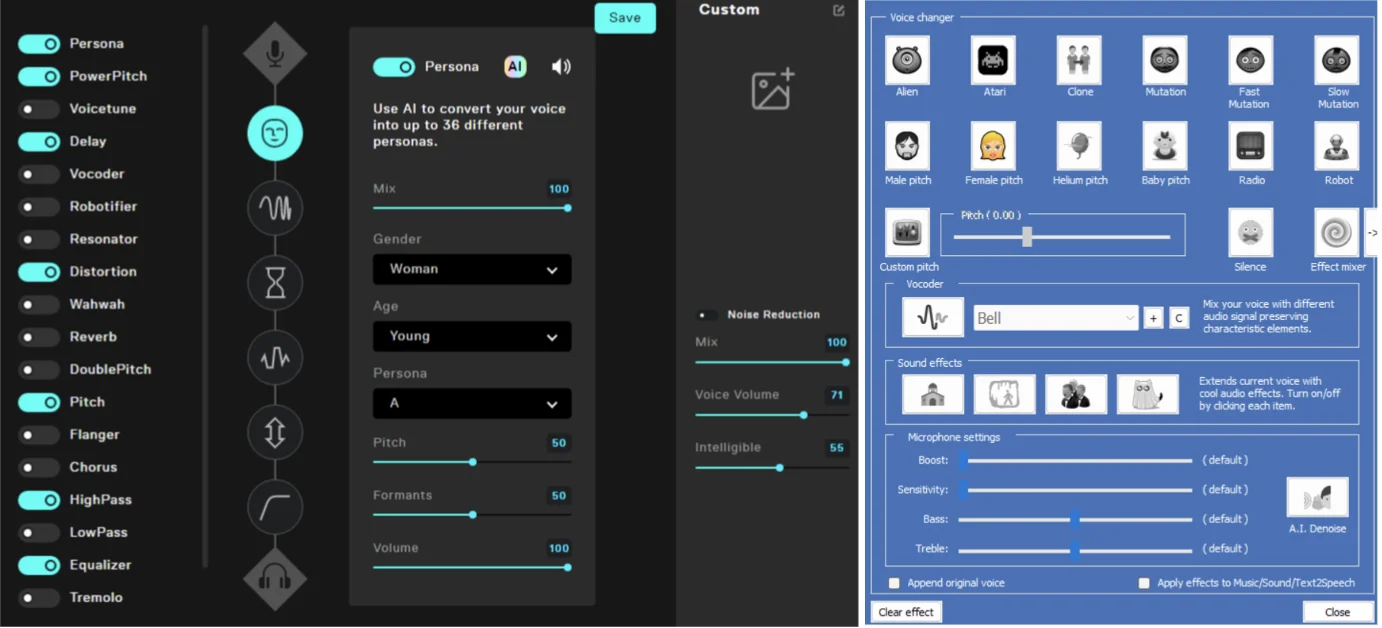 Save
Persona
PowerPitch
Voicetune
Delay
Vocoder
Robotifier
Resonator
Distortion
Wahwah
Reverb
DoublePitch
Pitch
Flanger
Chorus
HighPass
LowPass
Equalizer
Tremolo
Persona AI
Use AI to convert your voice
into up to 36 different
personas.
Mix 100
Gender
Woman
Age
Young
Persona
A
Pitch 50
Formants 50
Volume 100
Custom
Noise Reduction
Mix 100
Voice Volume 71
Intelligible 55
Voice changer
Alien Atari Clone Mutation Fast Slow
Mutation Mutation
Male pitch Female pitch Helium pitch Baby pitch Radio Robot
Pitch ( 0.00 )
->
Custom pitch Silence Effect mixer
Vocoder
Bell + C
Mix your voice with different
audio signal preserving
characteristic elements.
Sound effects
Extends current voice with
cool audio effects. Turn on/off
by clicking each item.
Microphone settings
Boost: ( default )
Sensitivity: ( default )
Bass: ( default )
Treble: ( default )
A.I. Denoise
Append original voice Apply effects to Music/Sound/Text2Speech
Clear effect Close